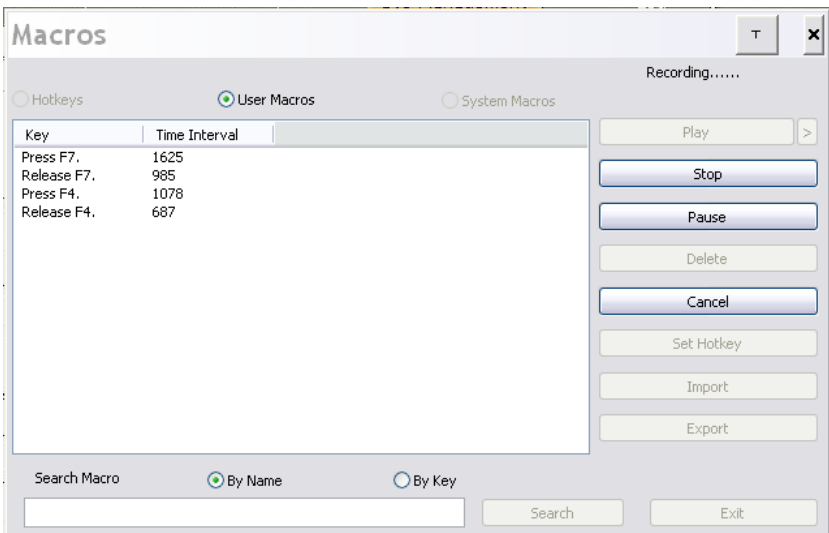 Macros
T
x
Recording......
Hotkeys
User Macros
System Macros
Key Time Interval
Press F7. 1625
Release F7. 985
Press F4. 1078
Release F4. 687
Play >
Stop
Pause
Delete
Cancel
Set Hotkey
Import
Export
Search Macro
By Name
By Key
Search
Exit